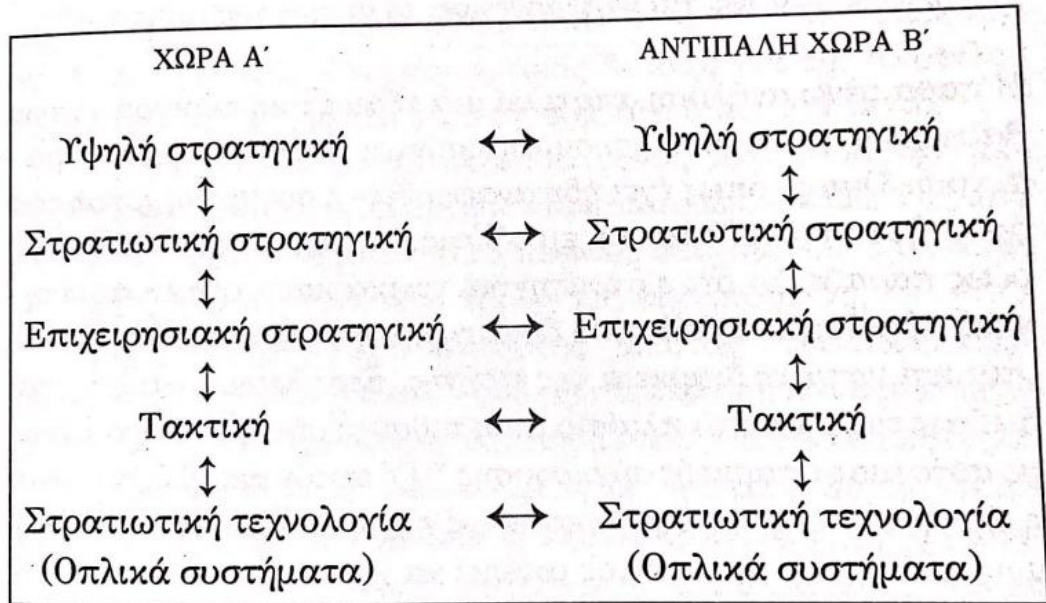 ΧΩΡΑ Α΄ ΑΝΤΙΠΑΛΗ ΧΩΡΑ Β΄
Υψηλή στρατηγική ↔ Υψηλή στρατηγική
↕ ↕
Στρατιωτική στρατηγική ↔ Στρατιωτική στρατηγική
↕ ↕
Επιχειρησιακή στρατηγική ↔ Επιχειρησιακή στρατηγική
↕ ↕
Τακτική ↔ Τακτική
↕ ↕
Στρατιωτική τεχνολογία ↔ Στρατιωτική τεχνολογία
(Οπλικά συστήματα) (Οπλικά συστήματα)